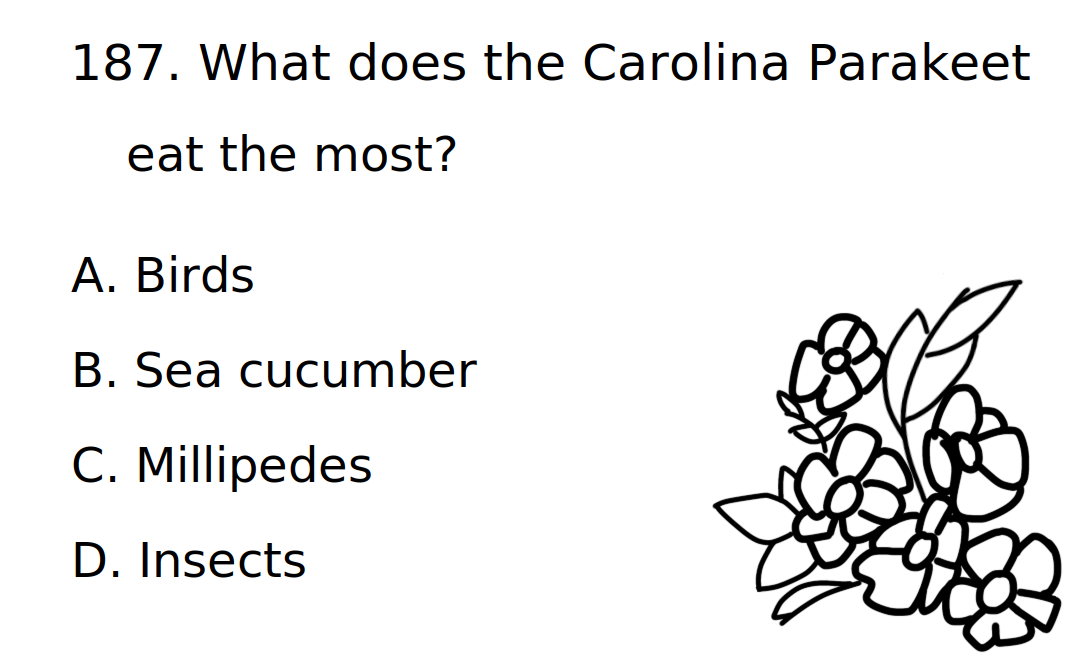 187. What does the Carolina Parakeet
eat the most?
A. Birds
B. Sea cucumber
C. Millipedes
D. Insects